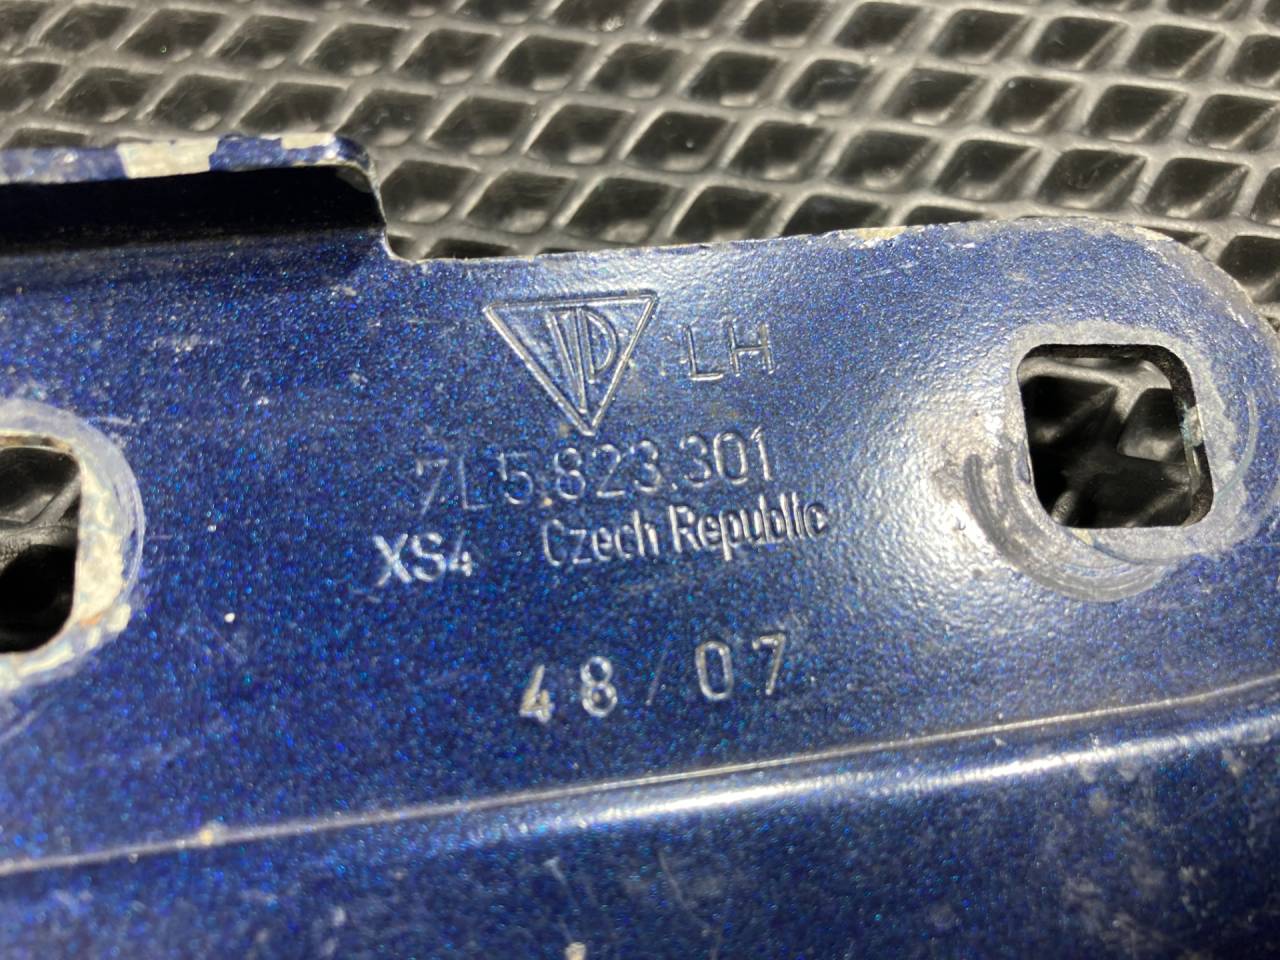 LH
7L5.823.301
XS4 Czech Republic
48/07